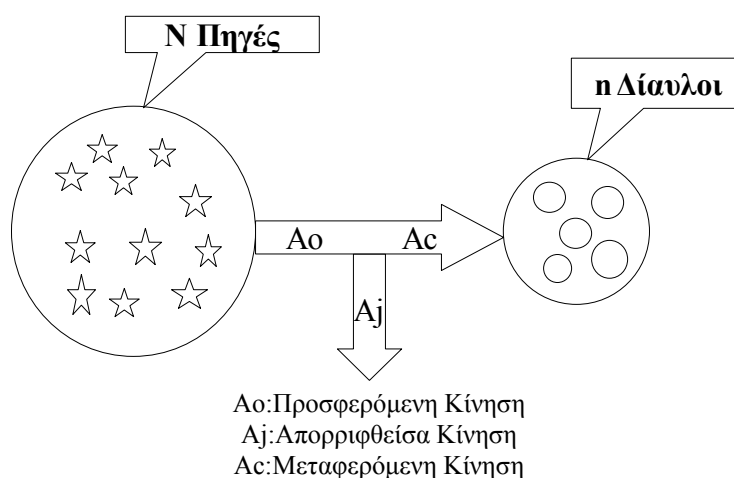 N Πηγές
n Δίαυλοι
Ao
Ac
Aj
Ao:Προσφερόμενη Κίνηση
Aj:Απορριφθείσα Κίνηση
Ac:Μεταφερόμενη Κίνηση